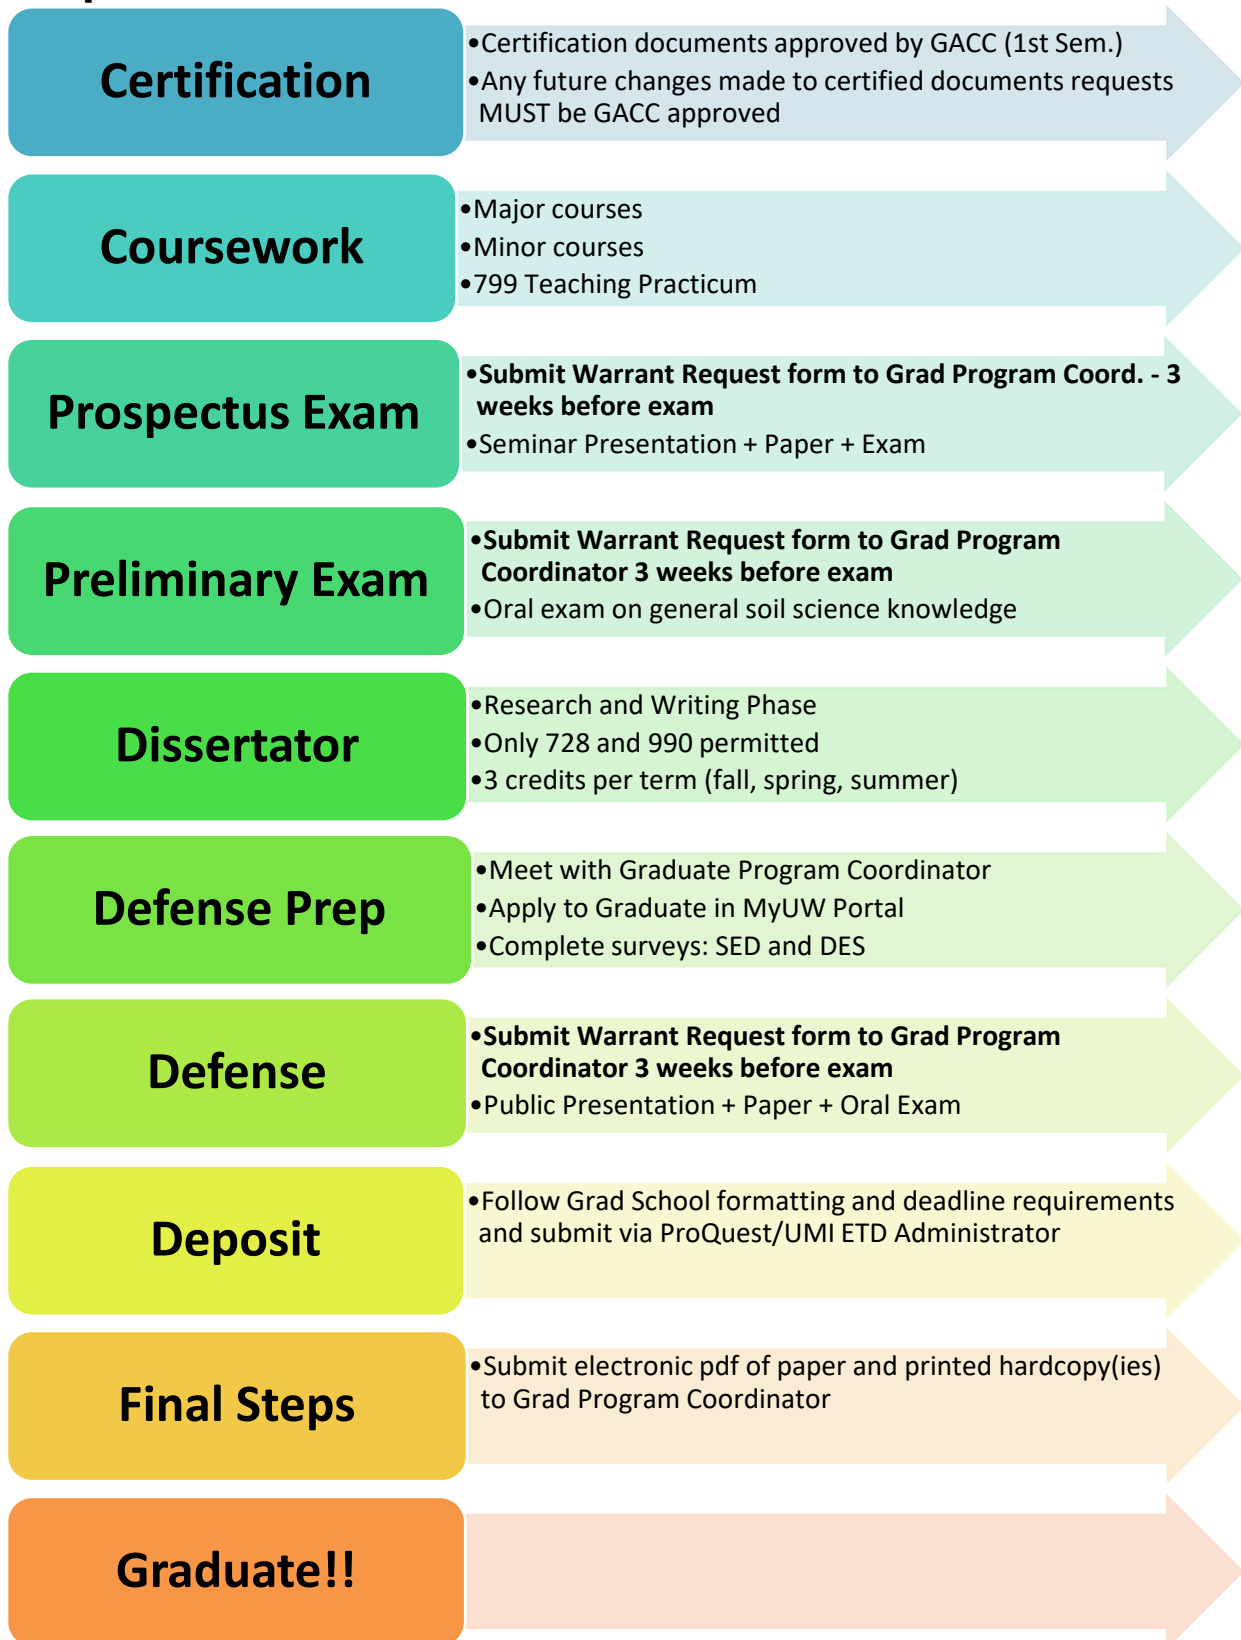 Certification
•Certification documents approved by GACC (1st Sem.)
•Any future changes made to certified documents requests
MUST be GACC approved
Coursework
•Major courses
•Minor courses
•799 Teaching Practicum
Prospectus Exam
•Submit Warrant Request form to Grad Program Coord. - 3
weeks before exam
•Seminar Presentation + Paper + Exam
Preliminary Exam
•Submit Warrant Request form to Grad Program
Coordinator 3 weeks before exam
•Oral exam on general soil science knowledge
Dissertator
•Research and Writing Phase
•Only 728 and 990 permitted
•3 credits per term (fall, spring, summer)
Defense Prep
•Meet with Graduate Program Coordinator
•Apply to Graduate in MyUW Portal
•Complete surveys: SED and DES
Defense
•Submit Warrant Request form to Grad Program
Coordinator 3 weeks before exam
•Public Presentation + Paper + Oral Exam
Deposit
•Follow Grad School formatting and deadline requirements
and submit via ProQuest/UMI ETD Administrator
Final Steps
•Submit electronic pdf of paper and printed hardcopy(ies)
to Grad Program Coordinator
Graduate!!